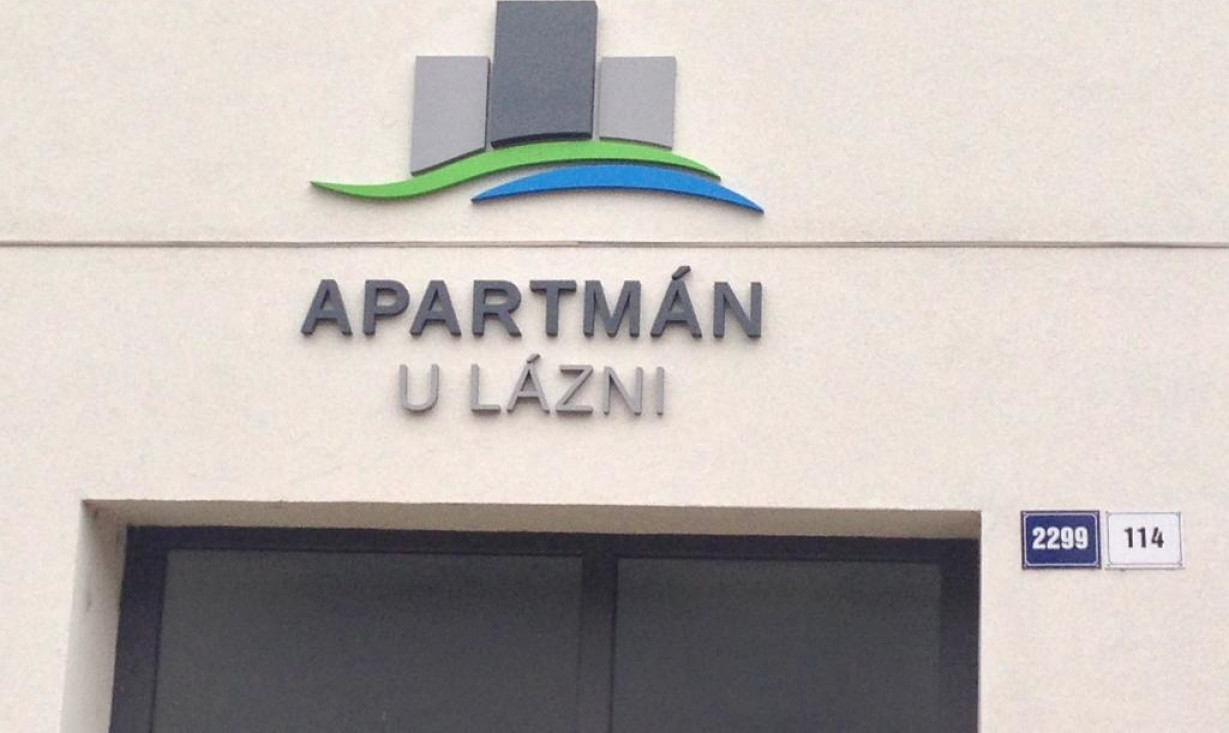 APARTMÁN
U LÁZNI
2299 114